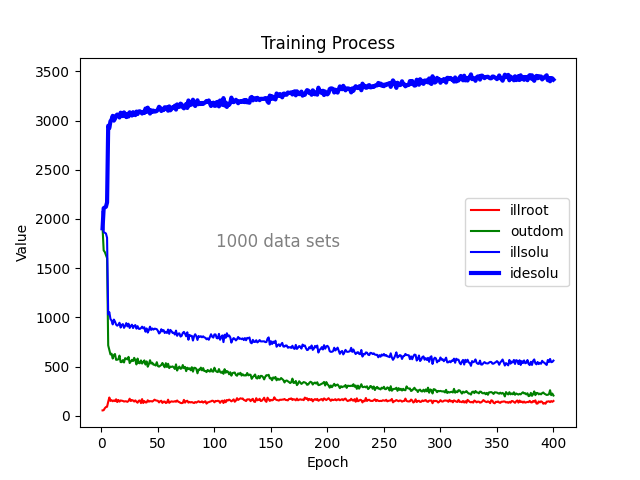 Training Process
3500
3000
2500
2000
1500
1000
500
0
Value
1000 data sets
illroot
outdom
illsolu
idesolu
0 50 100 150 200 250 300 350 400
Epoch